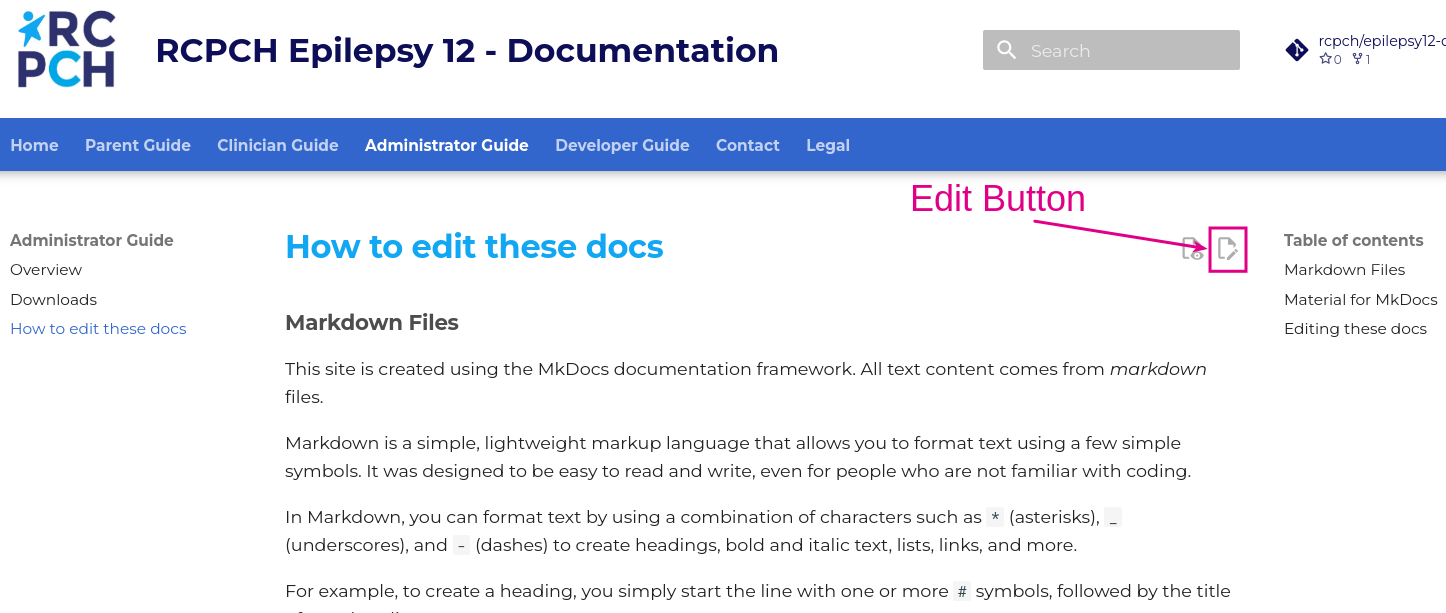 RC
PCH
RCPCH Epilepsy 12 - Documentation
Search
rcpch/epilepsy12-
0 1
Home Parent Guide Clinician Guide Administrator Guide Developer Guide Contact Legal
Edit Button
Administrator Guide
Overview
Downloads
How to edit these docs
How to edit these docs
Markdown Files
This site is created using the MkDocs documentation framework. All text content comes from markdown
files.
Markdown is a simple, lightweight markup language that allows you to format text using a few simple
symbols. It was designed to be easy to read and write, even for people who are not familiar with coding.
In Markdown, you can format text by using a combination of characters such as * (asterisks), _
(underscores), and - (dashes) to create headings, bold and italic text, lists, links, and more.
For example, to create a heading, you simply start the line with one or more # symbols, followed by the title
Table of contents
Markdown Files
Material for MkDocs
Editing these docs